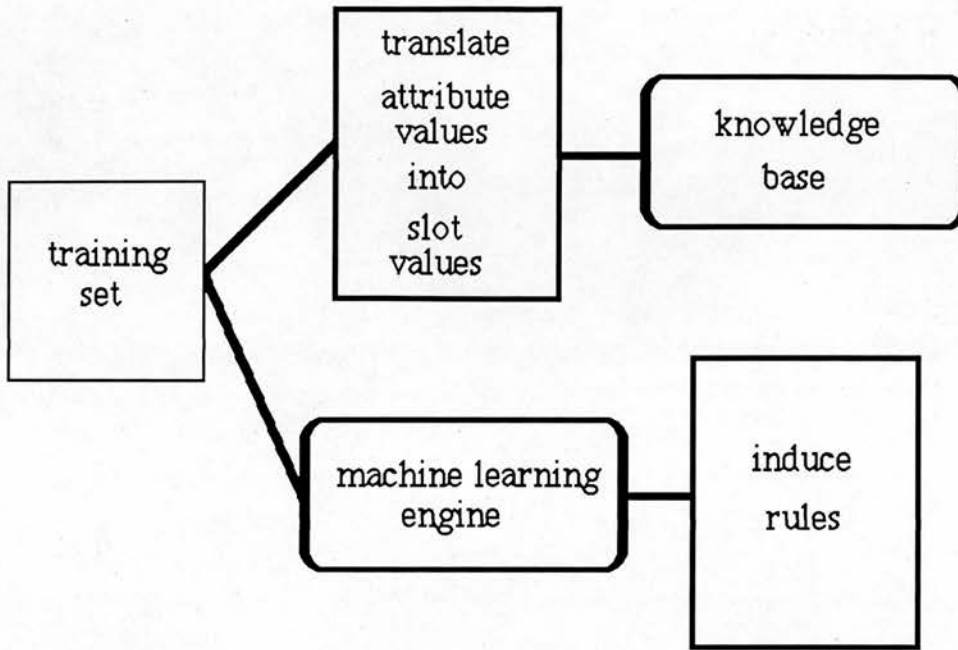 training
set
translate
attribute
values
into
slot
values
knowledge
base
machine learning
engine
induce
rules